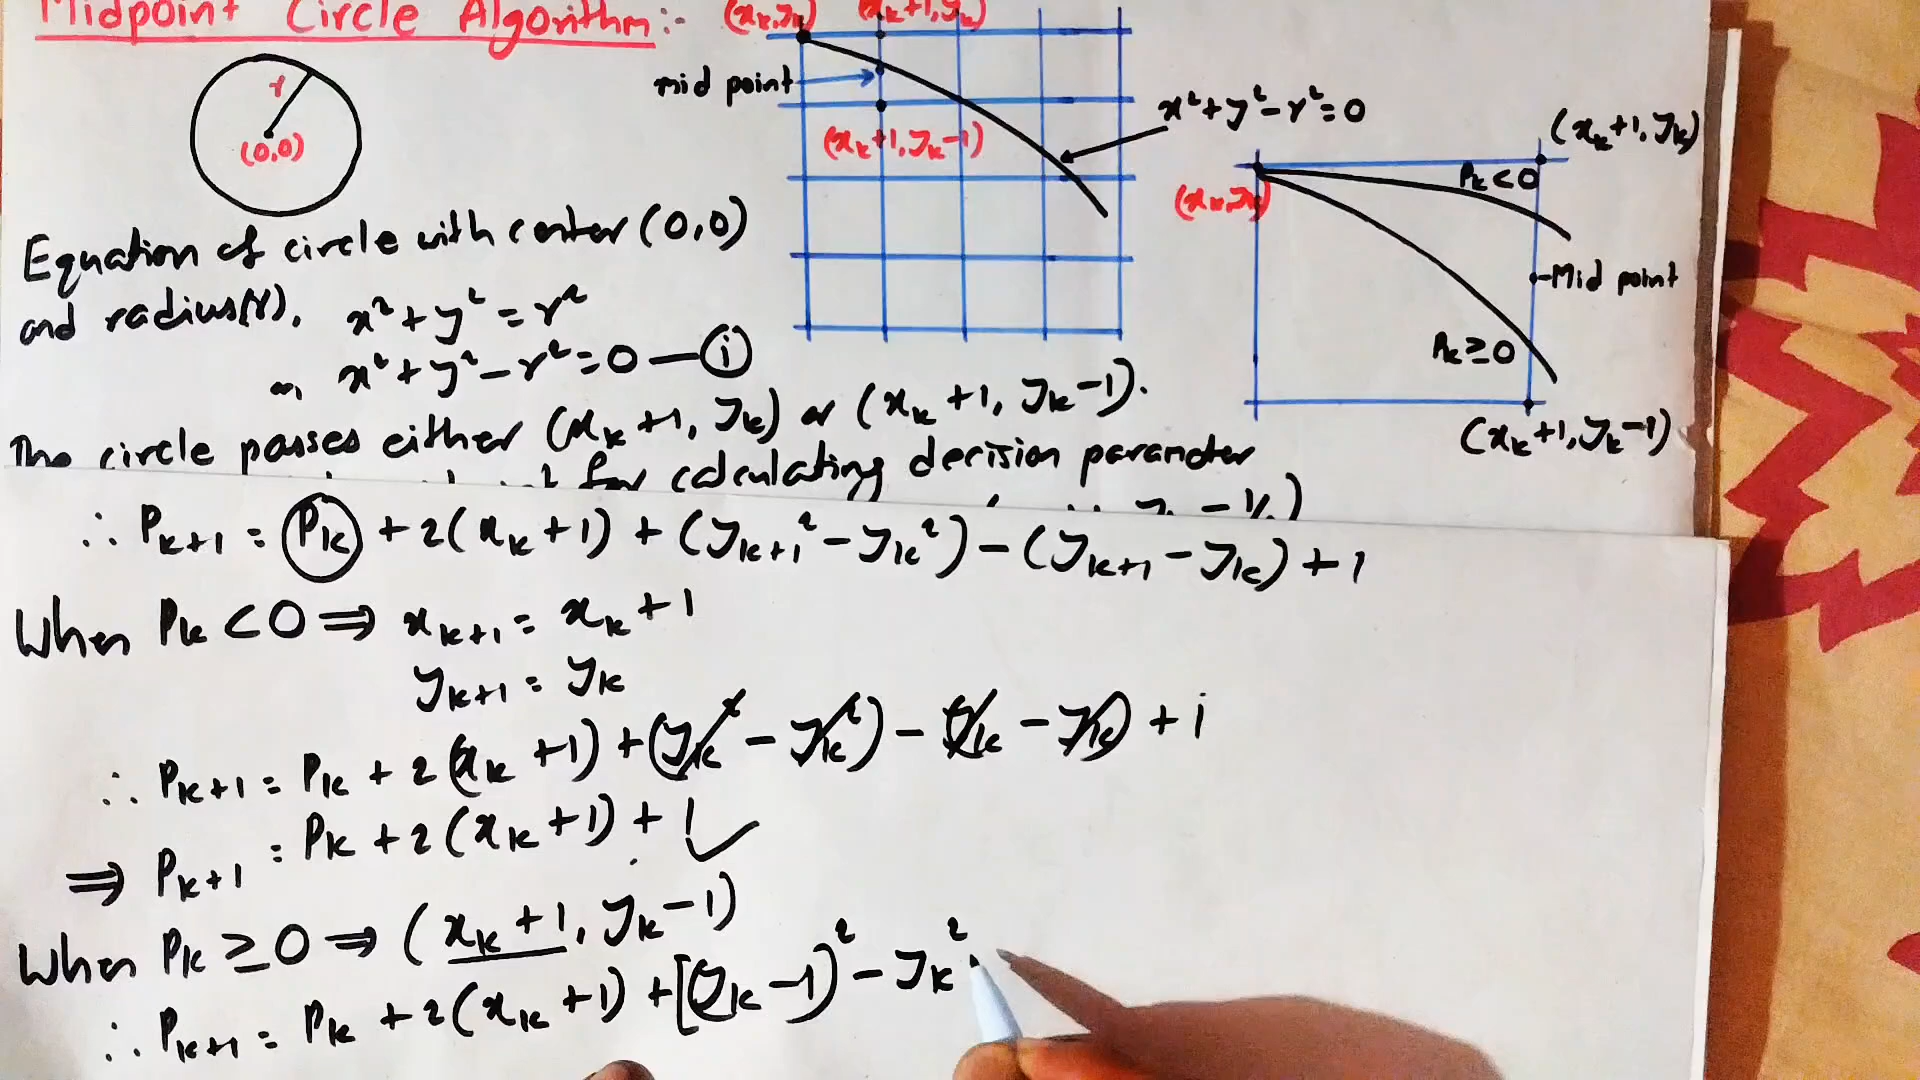 Midpoint Circle Algorithm:-
r
(0,0)
(xₖ,yₖ) (xₖ+1,yₖ)
mid point
(xₖ+1,yₖ-1)
x²+y²-r²=0
(xₖ+1,yₖ)
Pₖ<0
(xₖ,yₖ)
Mid point
Pₖ≥0
(xₖ+1,yₖ-1)
Equation of circle with center (0,0)
and radius(r), x²+y²=r²
or, x²+y²-r²=0 — (i)
The circle passes either (xₖ+1, yₖ) or (xₖ+1, yₖ-1).
for calculating decision parameter
∴ Pₖ₊₁ = Pₖ + 2(xₖ+1) + (yₖ₊₁² - yₖ²) - (yₖ₊₁ - yₖ) + 1
When Pₖ<0 ⇒ xₖ₊₁ = xₖ+1
yₖ₊₁ = yₖ
∴ Pₖ₊₁ = Pₖ + 2(xₖ+1) + (yₖ² - yₖ²) - (yₖ - yₖ) + 1
⇒ Pₖ₊₁ = Pₖ + 2(xₖ+1) + 1
When Pₖ≥0 ⇒ (xₖ+1, yₖ-1)
∴ Pₖ₊₁ = Pₖ + 2(xₖ+1) + [(yₖ-1)² - yₖ²